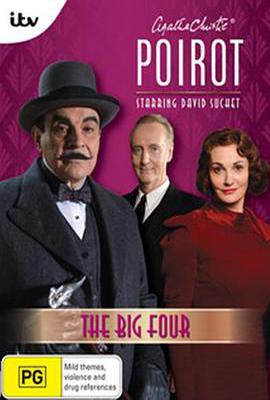 itv
Agatha Christie
POIROT
STARRING DAVID SUCHET
THE BIG FOUR
PG
Mild themes,
violence and
drug references